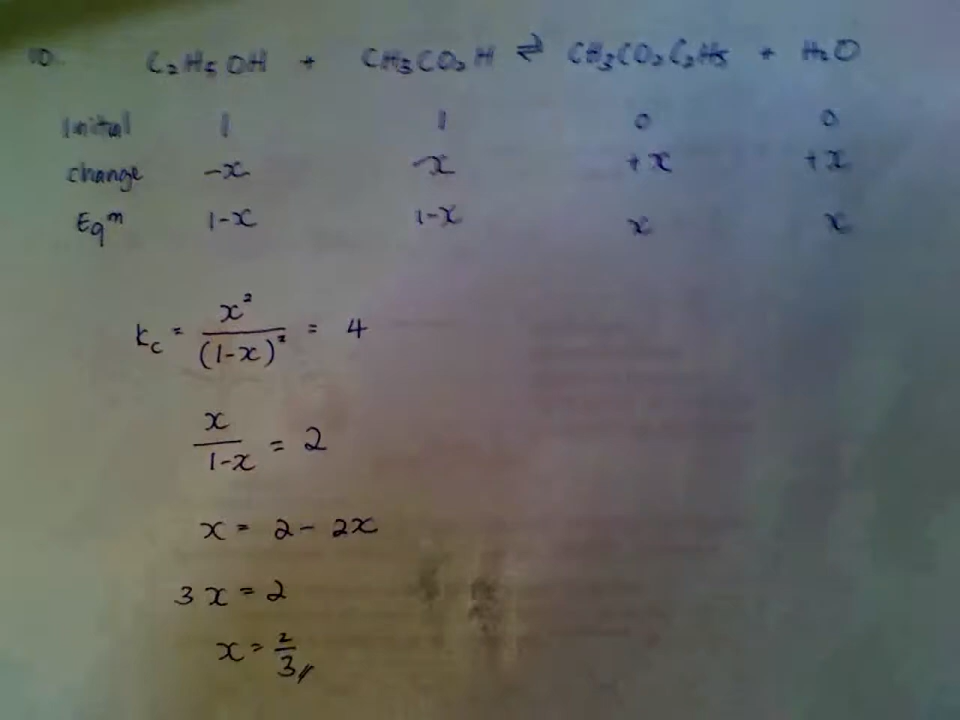 10. C₂H₅OH + CH₃CO₂H ⇌ CH₃CO₂C₂H₅ + H₂O
Initial 1 1 0 0
change -x -x +x +x
Eqᵐ 1-x 1-x x x
Kc = x²/(1-x)² = 4
x/(1-x) = 2
x = 2 - 2x
3x = 2
x = 2/3 //